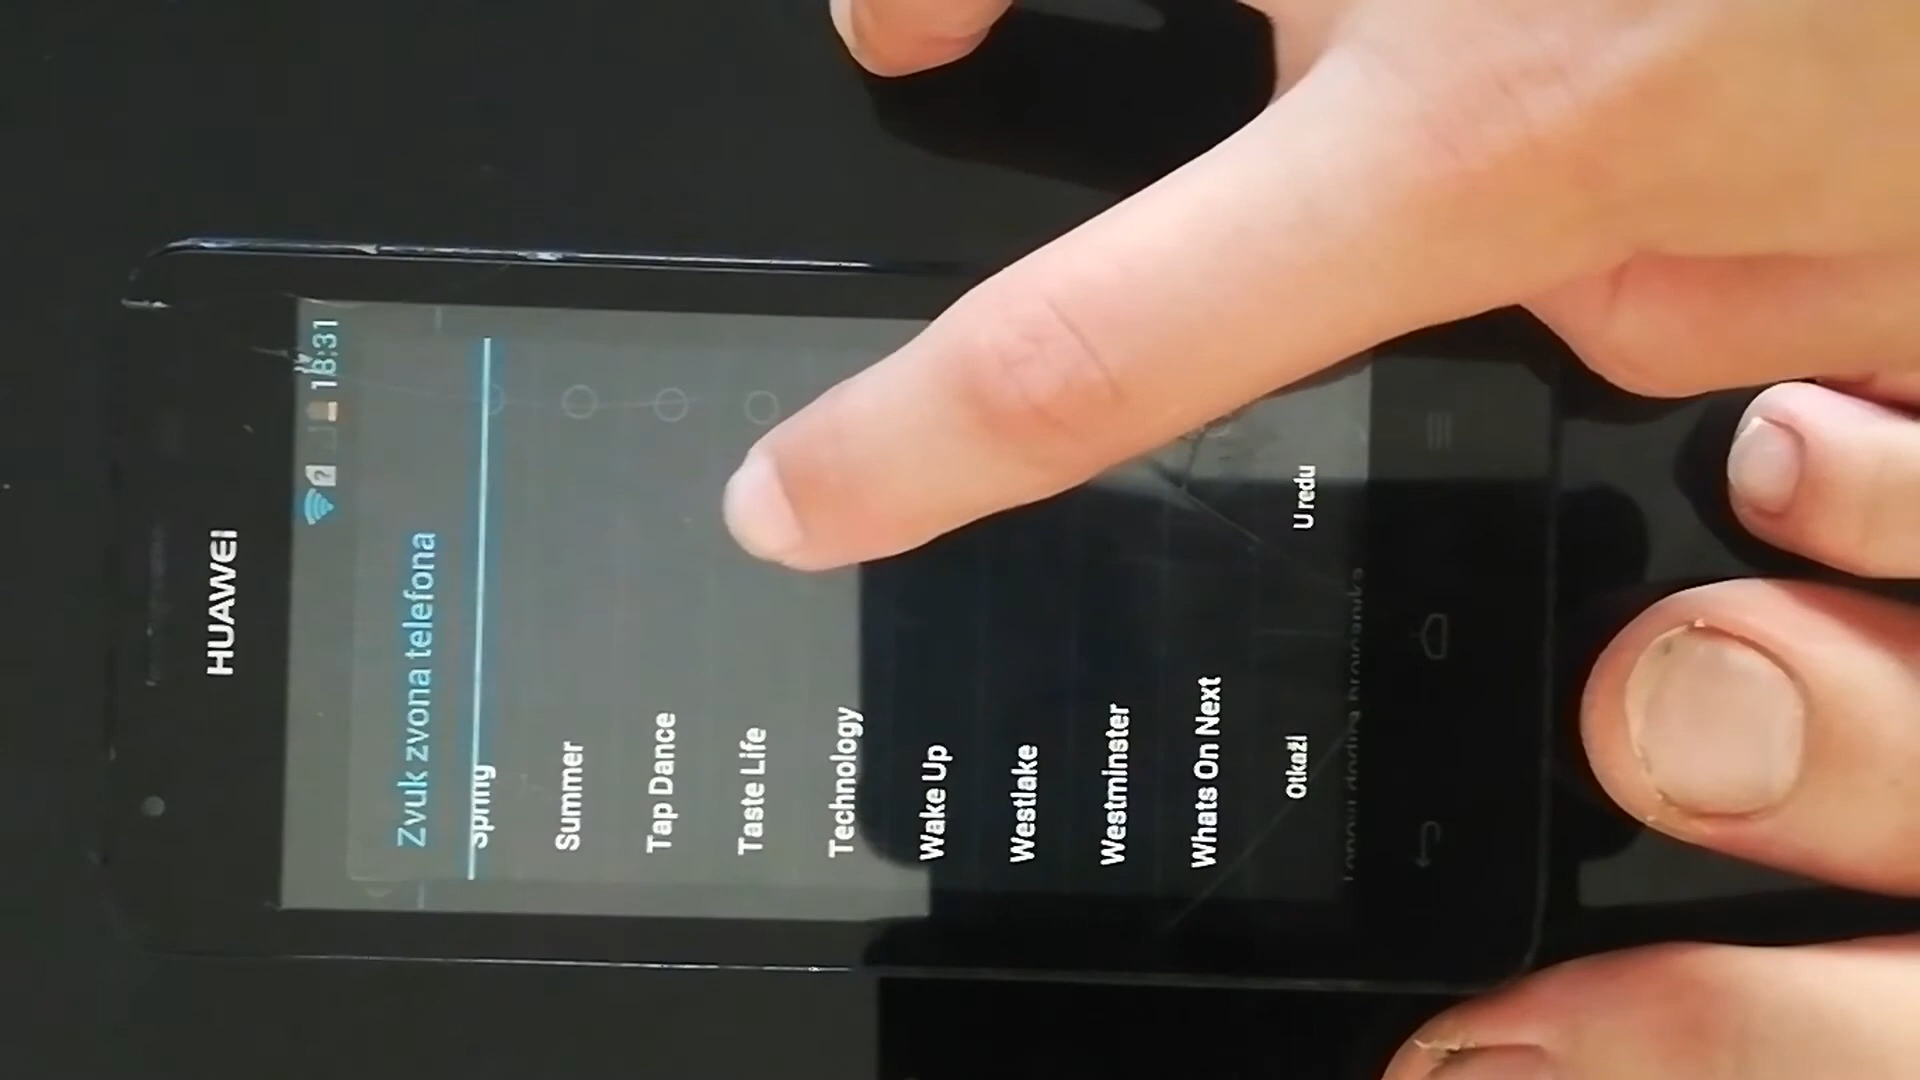 HUAWEI
18:31
Zvuk zvona telefona
Spring
Summer
Tap Dance
Taste Life
Technology
Wake Up
Westlake
Westminster
Whats On Next
Otkaži
U redu